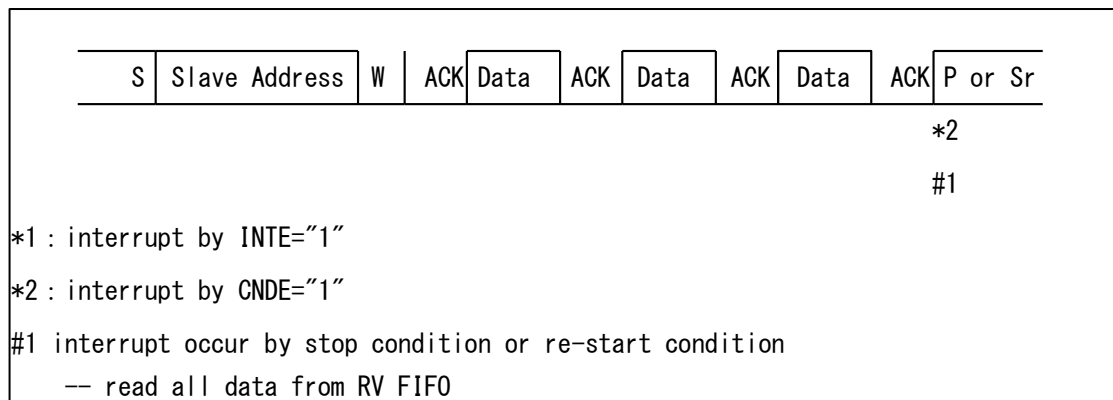 S Slave Address W ACK Data ACK Data ACK Data ACK P or Sr
*2
#1
*1 : interrupt by INTE="1"
*2 : interrupt by CNDE="1"
#1 interrupt occur by stop condition or re-start condition
-- read all data from RV FIFO